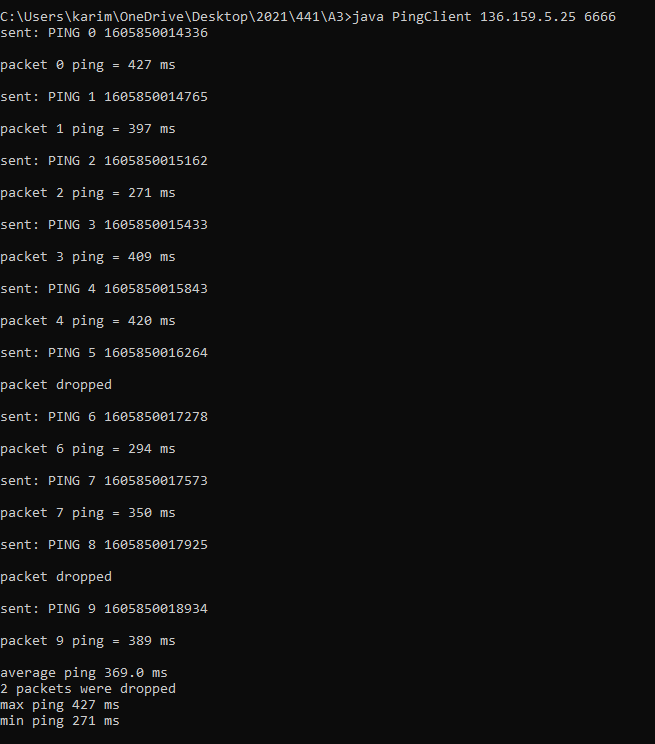 C:\Users\karim\OneDrive\Desktop\2021\441\A3>java PingClient 136.159.5.25 6666
sent: PING 0 1605850014336
packet 0 ping = 427 ms
sent: PING 1 1605850014765
packet 1 ping = 397 ms
sent: PING 2 1605850015162
packet 2 ping = 271 ms
sent: PING 3 1605850015433
packet 3 ping = 409 ms
sent: PING 4 1605850015843
packet 4 ping = 420 ms
sent: PING 5 1605850016264
packet dropped
sent: PING 6 1605850017278
packet 6 ping = 294 ms
sent: PING 7 1605850017573
packet 7 ping = 350 ms
sent: PING 8 1605850017925
packet dropped
sent: PING 9 1605850018934
packet 9 ping = 389 ms
average ping 369.0 ms
2 packets were dropped
max ping 427 ms
min ping 271 ms